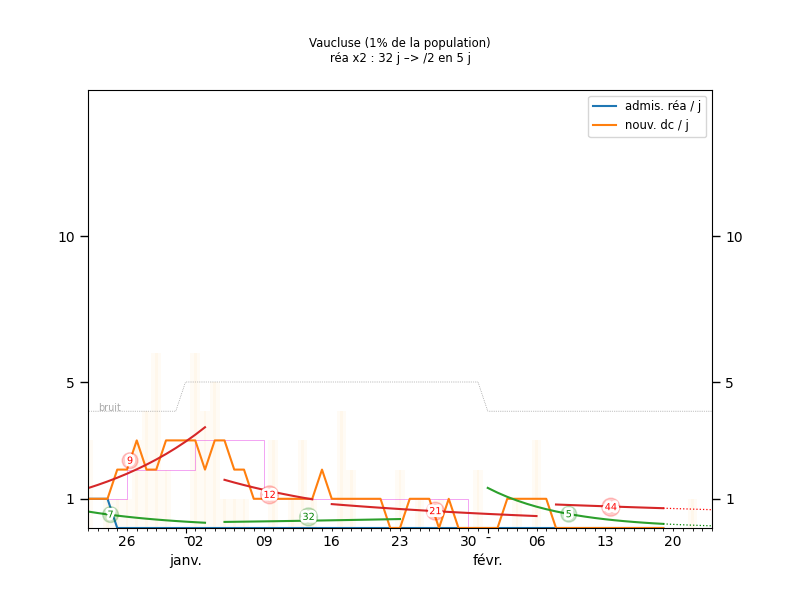 Vaucluse (1% de la population)
réa x2 : 32 j –> /2 en 5 j
admis. réa / j
nouv. dc / j
10 10
5 5
bruit
9
12
1 1
7 32 21 5 44
26 02 09 16 23 30 06 13 20
janv. févr.